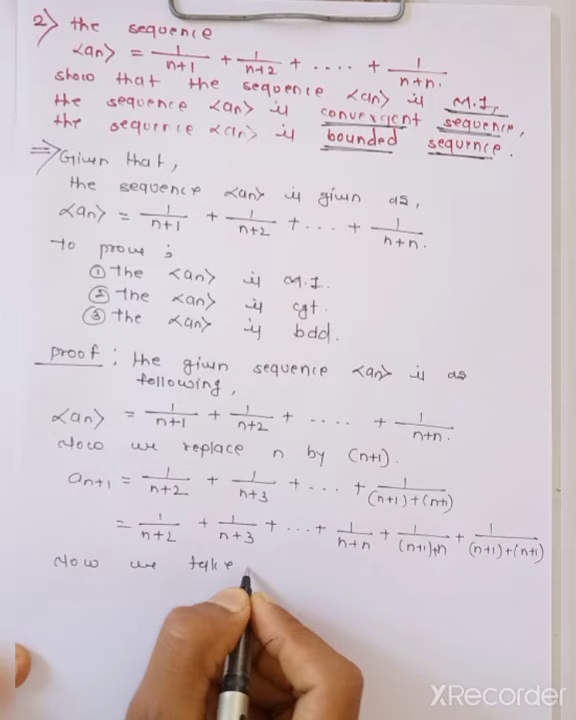 2) the sequence
<an> = 1/n+1 + 1/n+2 + .... + 1/n+n.
show that the sequence <an> is M.I,
the sequence <an> is convergent sequence,
the sequence <an> is bounded sequence.
⇒ Given that,
the sequence <an> is given as,
<an> = 1/n+1 + 1/n+2 + ... + 1/n+n.
To prove :
① the <an> is M.I.
② the <an> is cgt.
③ the <an> is bdd.
proof : the given sequence <an> is as
following,
<an> = 1/n+1 + 1/n+2 + .... + 1/n+n.
Now we replace n by (n+1).
an+1 = 1/n+2 + 1/n+3 + ... + 1/(n+1)+(n+1)
= 1/n+2 + 1/n+3 + ... + 1/n+n + 1/(n+1)+n + 1/(n+1)+(n+1)
Now we take
XRecorder